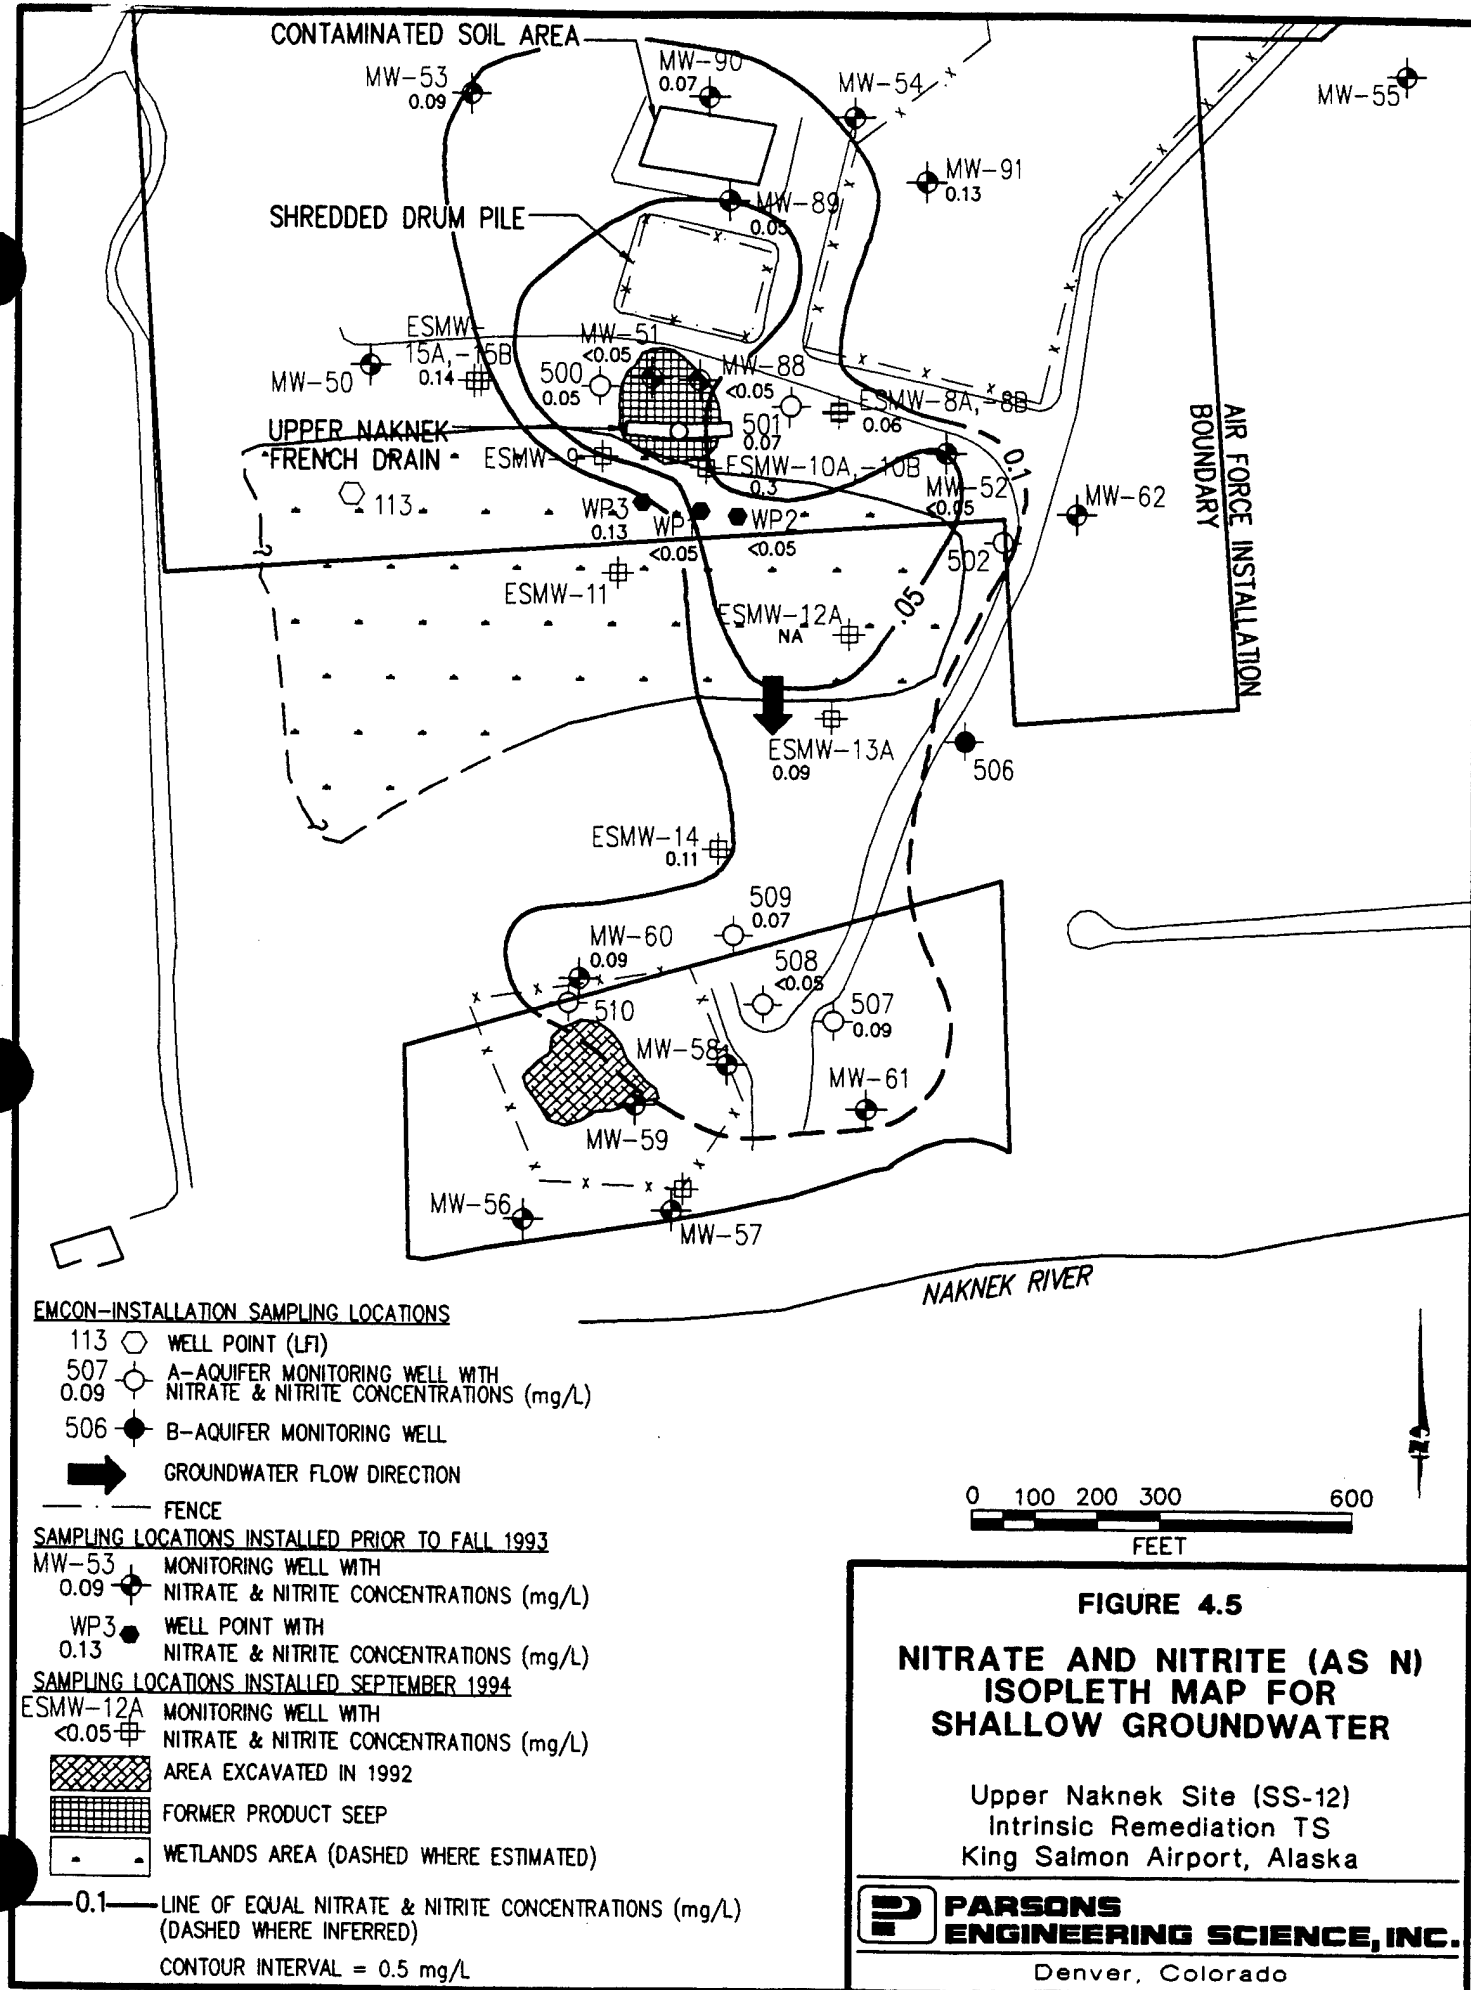 CONTAMINATED SOIL AREA
MW-53
0.09
MW-90
0.07
MW-54
MW-55
MW-91
0.13
MW-89
0.05
SHREDDED DRUM PILE
ESMW-
15A,-15B
0.14
MW-50
MW-51
<0.05
500
0.05
MW-88
<0.05
501
0.07
ESMW-8A,-8B
0.06
UPPER NAKNEK
FRENCH DRAIN
ESMW-9
ESMW-10A,-10B
0.3
MW-52
<0.05
0.1
MW-62
AIR FORCE INSTALLATION
BOUNDARY
113
WP3
0.13
WP1
<0.05
WP2
<0.05
502
?
ESMW-11
ESMW-12A
NA
.05
ESMW-13A
0.09
506
?
ESMW-14
0.11
509
0.07
MW-60
0.09
508
<0.05
510
507
0.09
MW-58
MW-61
MW-59
MW-56
MW-57
NAKNEK RIVER
EMCON-INSTALLATION SAMPLING LOCATIONS
113 WELL POINT (LFI)
507 A-AQUIFER MONITORING WELL WITH
0.09 NITRATE & NITRITE CONCENTRATIONS (mg/L)
506 B-AQUIFER MONITORING WELL
GROUNDWATER FLOW DIRECTION
FENCE
SAMPLING LOCATIONS INSTALLED PRIOR TO FALL 1993
MW-53 MONITORING WELL WITH
0.09 NITRATE & NITRITE CONCENTRATIONS (mg/L)
WP3 WELL POINT WITH
0.13 NITRATE & NITRITE CONCENTRATIONS (mg/L)
SAMPLING LOCATIONS INSTALLED SEPTEMBER 1994
ESMW-12A MONITORING WELL WITH
<0.05 NITRATE & NITRITE CONCENTRATIONS (mg/L)
AREA EXCAVATED IN 1992
FORMER PRODUCT SEEP
WETLANDS AREA (DASHED WHERE ESTIMATED)
0.1 LINE OF EQUAL NITRATE & NITRITE CONCENTRATIONS (mg/L)
(DASHED WHERE INFERRED)
CONTOUR INTERVAL = 0.5 mg/L
0 100 200 300 600
FEET
FIGURE 4.5
NITRATE AND NITRITE (AS N)
ISOPLETH MAP FOR
SHALLOW GROUNDWATER
Upper Naknek Site (SS-12)
Intrinsic Remediation TS
King Salmon Airport, Alaska
PARSONS
ENGINEERING SCIENCE, INC.
Denver, Colorado